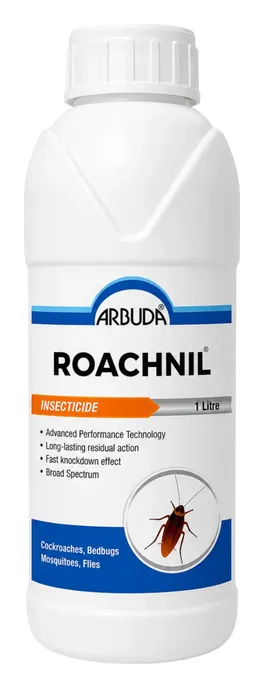 ARBUDA®
ROACHNIL®
INSECTICIDE
1 Litre
• Advanced Performance Technology
• Long-lasting residual action
• Fast knockdown effect
• Broad Spectrum
Cockroaches, Bedbugs
Mosquitoes, Flies